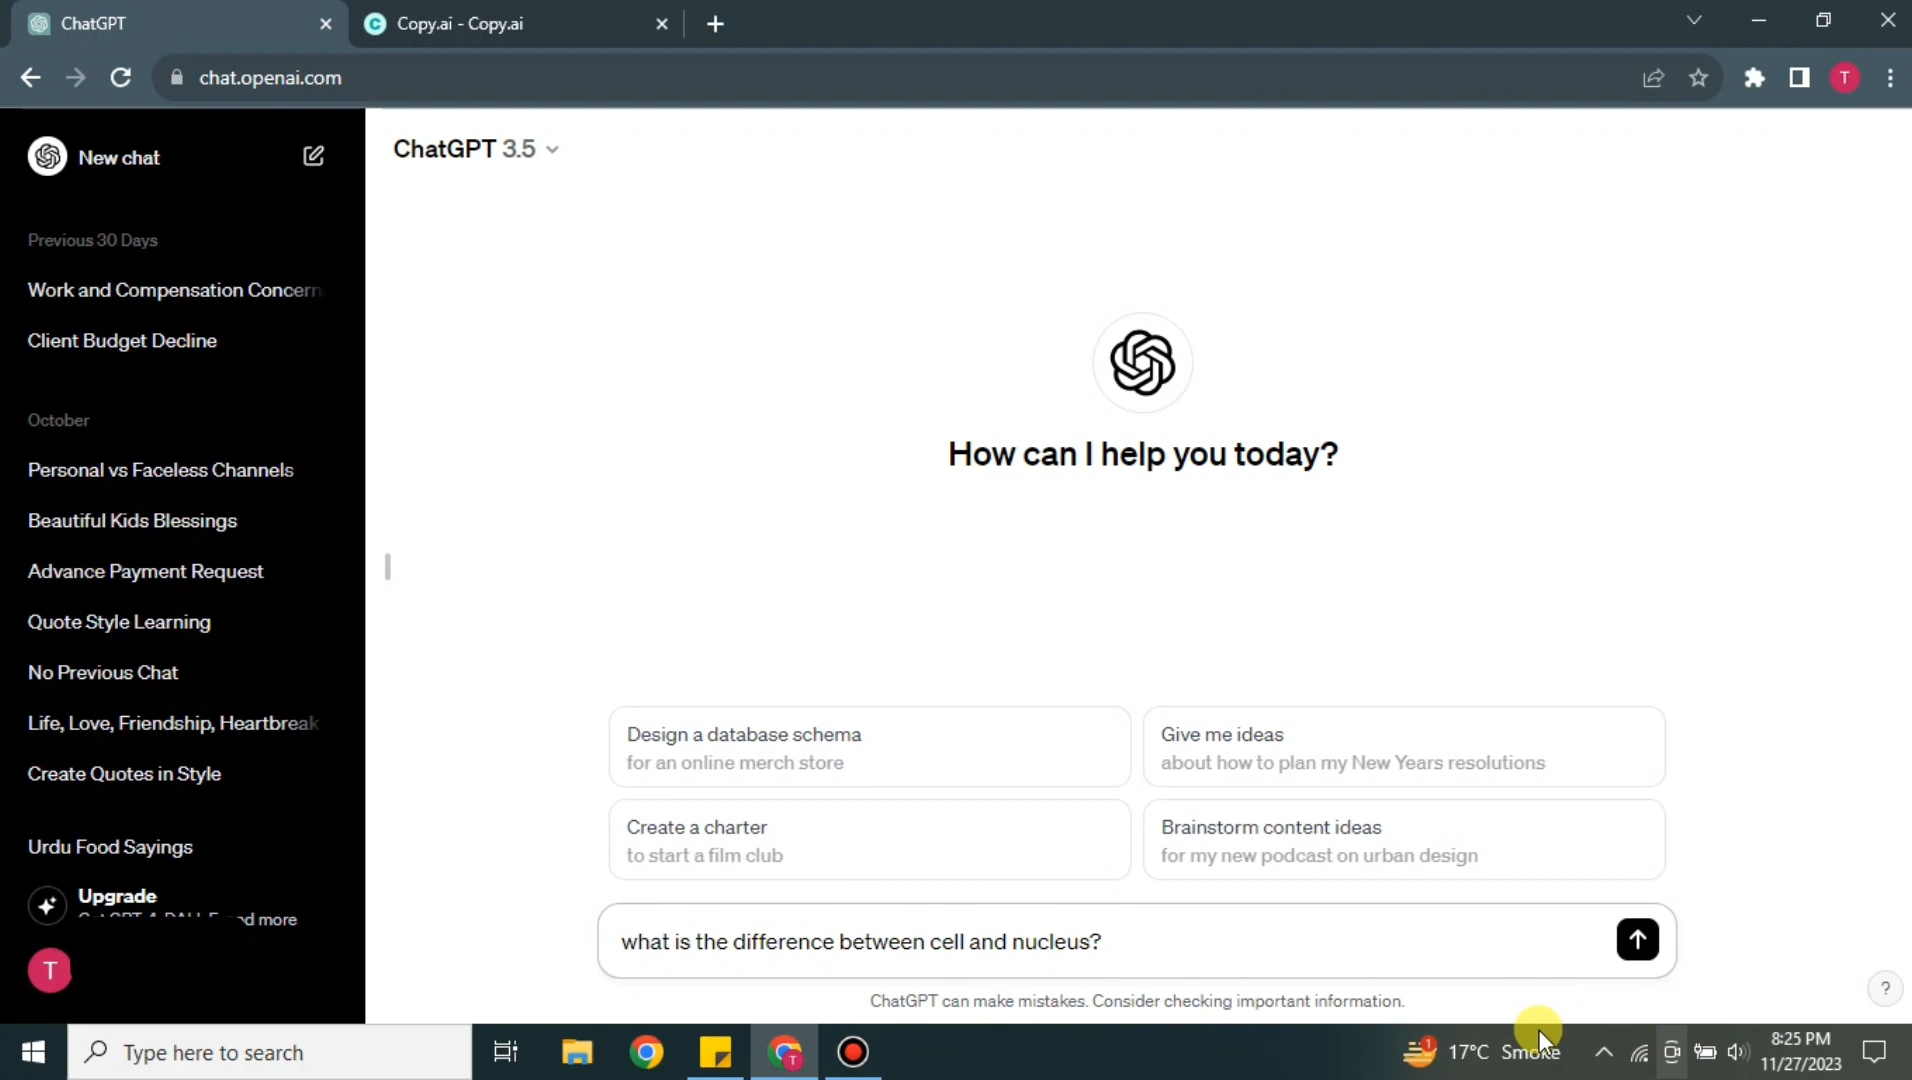 ChatGPT
Copy.ai - Copy.ai
chat.openai.com
T
New chat
Previous 30 Days
Work and Compensation Concern
Client Budget Decline
October
Personal vs Faceless Channels
Beautiful Kids Blessings
Advance Payment Request
Quote Style Learning
No Previous Chat
Life, Love, Friendship, Heartbreak
Create Quotes in Style
Urdu Food Sayings
Upgrade
and more
T
ChatGPT 3.5
How can I help you today?
Design a database schema
for an online merch store
Give me ideas
about how to plan my New Years resolutions
Create a charter
to start a film club
Brainstorm content ideas
for my new podcast on urban design
what is the difference between cell and nucleus?
ChatGPT can make mistakes. Consider checking important information.
?
Type here to search
T
1
17°C Smoke
8:25 PM
11/27/2023